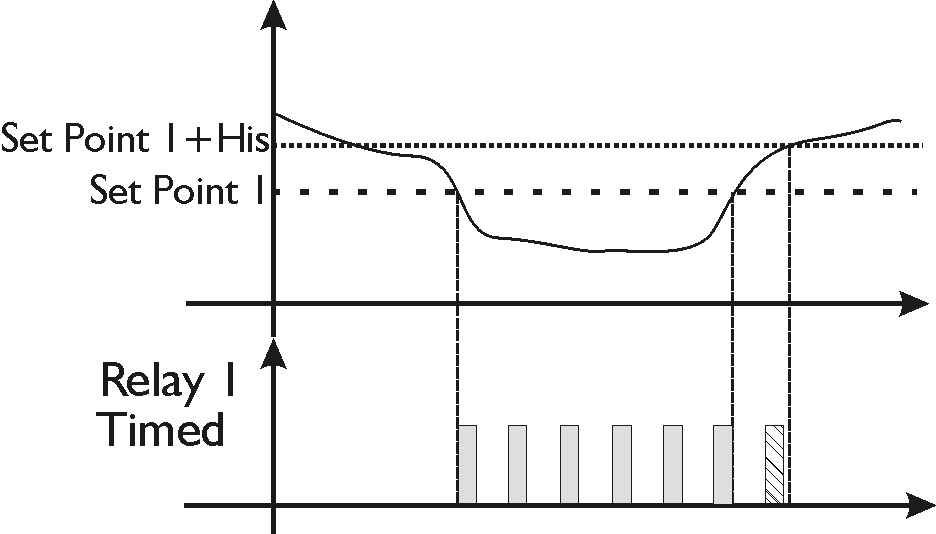 Set Point 1+His
Set Point 1
Relay 1
Timed